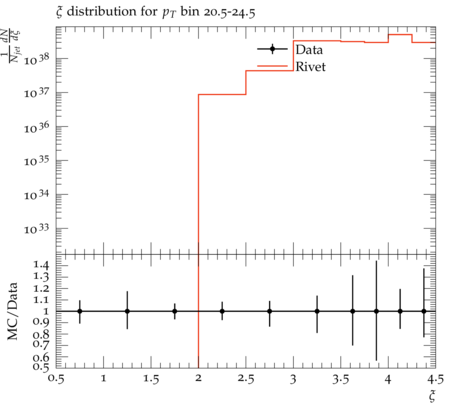 ξ distribution for p_T bin 20.5-24.5
1/N_jet dN/dξ
10^38
10^37
10^36
10^35
10^34
10^33
Data
Rivet
MC/Data
1.4
1.3
1.2
1.1
1
0.9
0.8
0.7
0.6
0.5
0.5 1 1.5 2 2.5 3 3.5 4 4.5
ξ